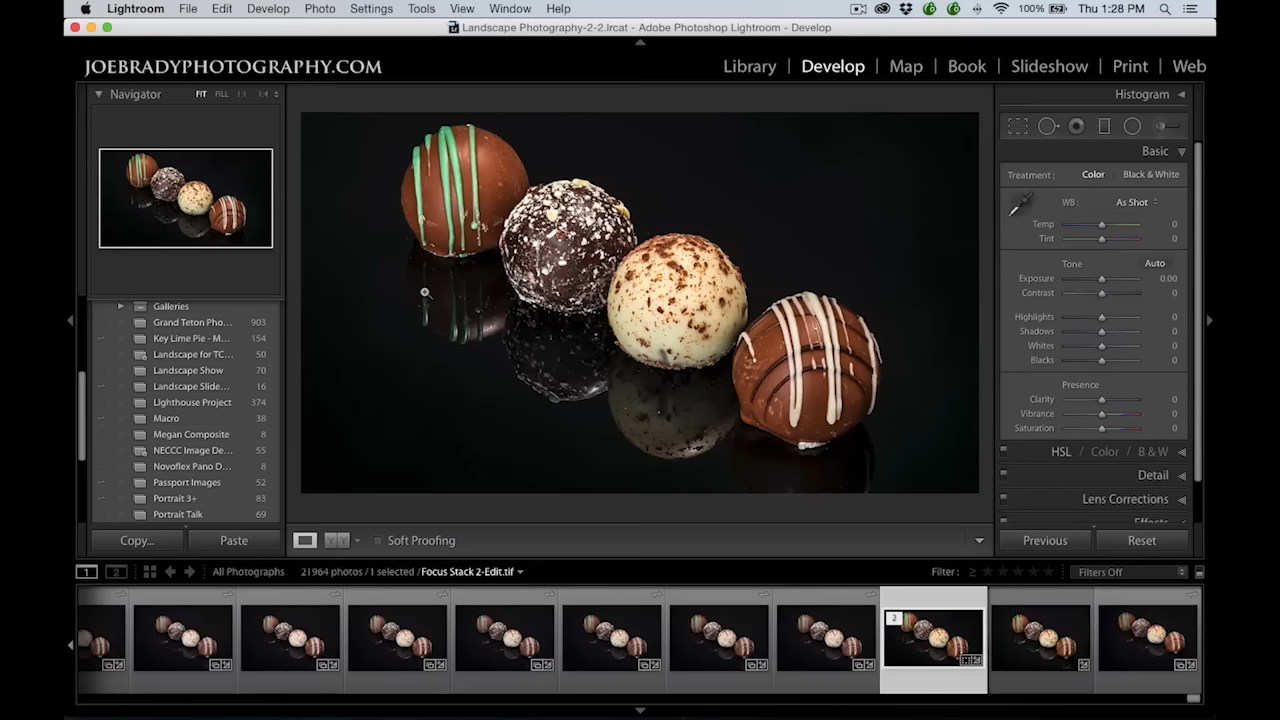 Lightroom File Edit Develop Photo Settings Tools View Window Help 100% Thu 1:28 PM
Landscape Photography-2-2.lrcat - Adobe Photoshop Lightroom - Develop
JOEBRADYPHOTOGRAPHY.COM Library | Develop | Map | Book | Slideshow | Print | Web
Navigator FIT FILL 1:1 1:4
Histogram
Basic
Treatment : Color Black & White
WB : As Shot
Temp 0
Tint 0
Tone Auto
Exposure 0.00
Contrast 0
Highlights 0
Shadows 0
Whites 0
Blacks 0
Presence
Clarity 0
Vibrance 0
Saturation 0
HSL / Color / B & W
Detail
Lens Corrections
Effects
Galleries
Grand Teton Pho... 903
Key Lime Pie - M... 154
Landscape for TC... 50
Landscape Show 70
Landscape Slide... 16
Lighthouse Project 374
Macro 38
Megan Composite 8
NECCC Image De... 55
Novoflex Pano D... 8
Passport Images 52
Portrait 3+ 83
Portrait Talk 69
Copy... Paste Y Y Soft Proofing Previous Reset
1 2 All Photographs 21964 photos / 1 selected / Focus Stack 2-Edit.tif Filter : ≥ Filters Off
2